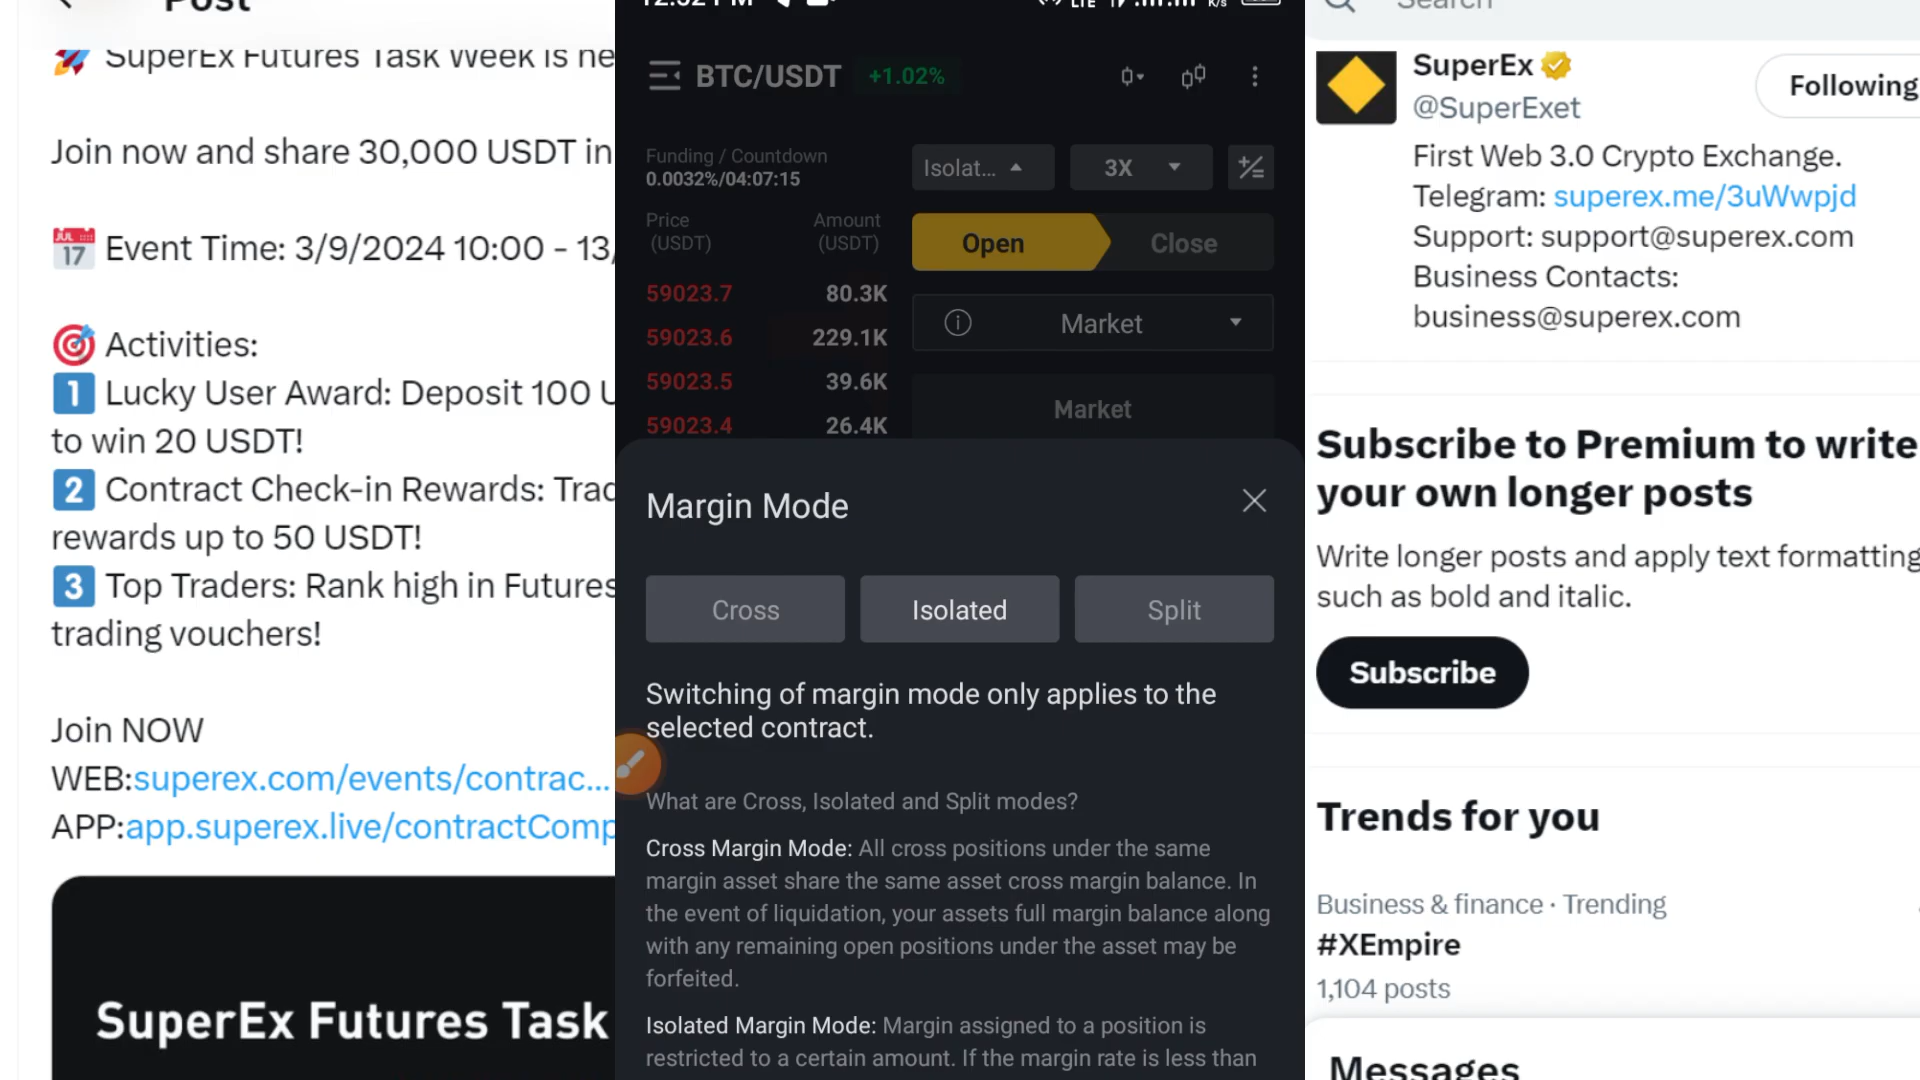 Post
🚀 SuperEx Futures Task Week is he
Join now and share 30,000 USDT in
JUL 17 Event Time: 3/9/2024 10:00 - 13/
🎯 Activities:
1 Lucky User Award: Deposit 100 U
to win 20 USDT!
2 Contract Check-in Rewards: Trad
rewards up to 50 USDT!
3 Top Traders: Rank high in Futures
trading vouchers!
Join NOW
WEB:superex.com/events/contrac...
APP:app.superex.live/contractComp
SuperEx Futures Task
12:52 PM
LTE
K/s
BTC/USDT +1.02%
Funding / Countdown
0.0032%/04:07:15
Isolat...
3X
Price
(USDT)
Amount
(USDT)
Open
Close
59023.7 80.3K
59023.6 229.1K
59023.5 39.6K
59023.4 26.4K
Market
Market
Margin Mode
Cross
Isolated
Split
Switching of margin mode only applies to the
selected contract.
What are Cross, Isolated and Split modes?
Cross Margin Mode: All cross positions under the same
margin asset share the same asset cross margin balance. In
the event of liquidation, your assets full margin balance along
with any remaining open positions under the asset may be
forfeited.
Isolated Margin Mode: Margin assigned to a position is
restricted to a certain amount. If the margin rate is less than
Search
SuperEx
@SuperExet
Following
First Web 3.0 Crypto Exchange.
Telegram: superex.me/3uWwpjd
Support: support@superex.com
Business Contacts:
business@superex.com
Subscribe to Premium to write
your own longer posts
Write longer posts and apply text formatting
such as bold and italic.
Subscribe
Trends for you
Business & finance · Trending
#XEmpire
1,104 posts
Messages